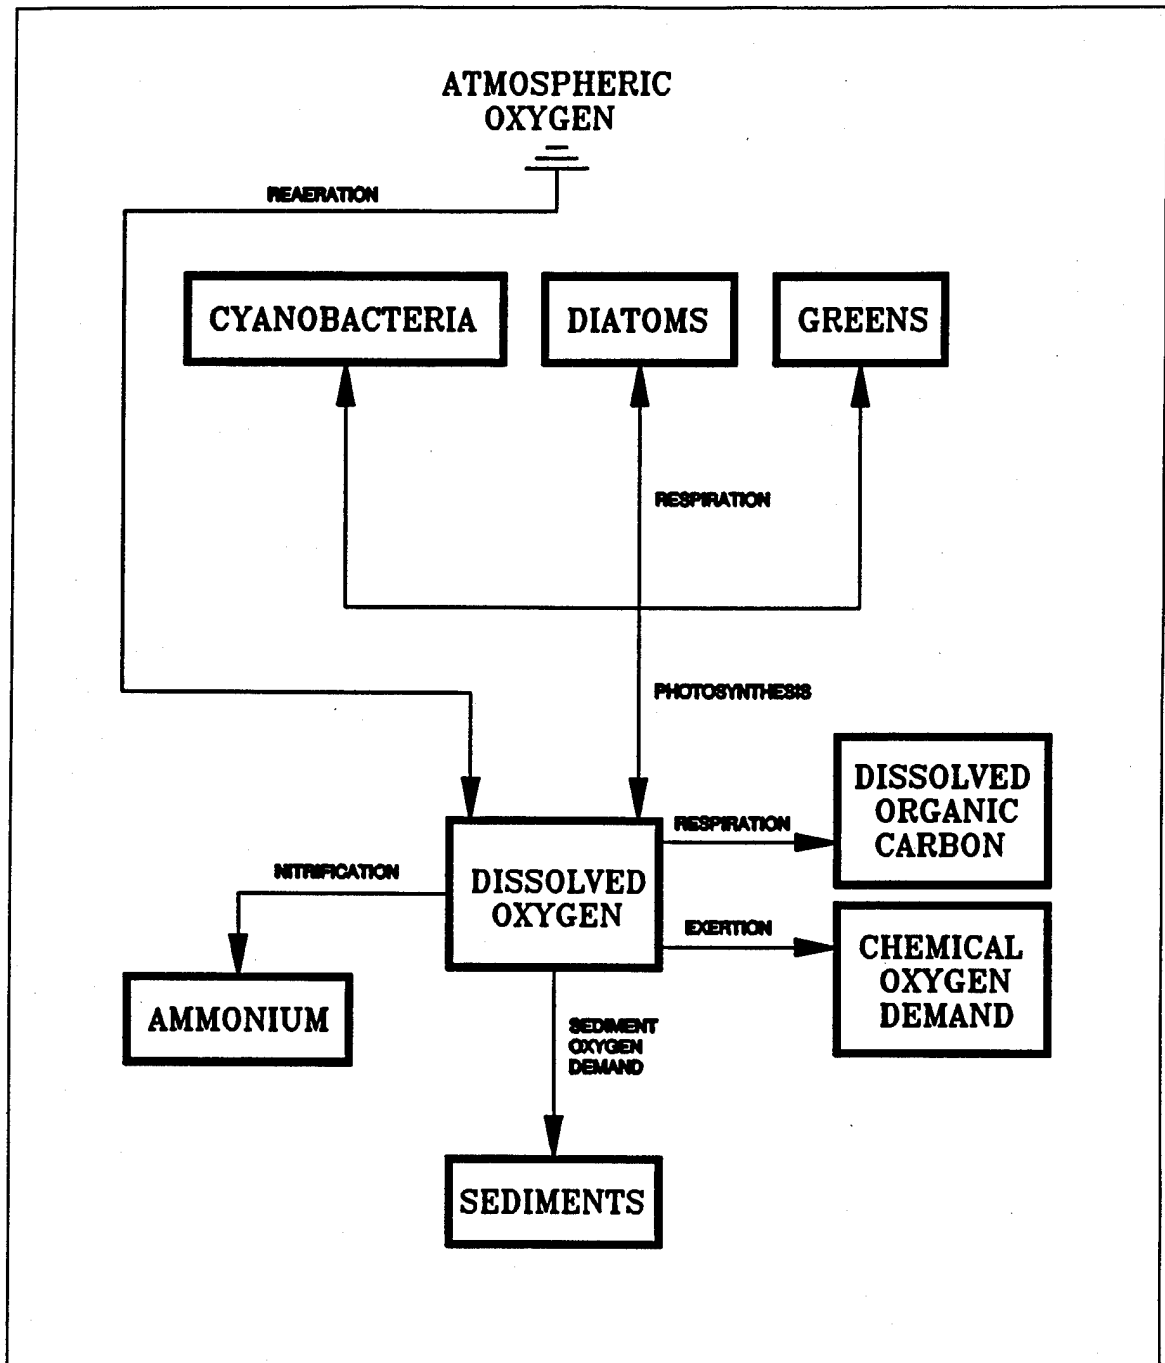 ATMOSPHERIC
OXYGEN
REAERATION
CYANOBACTERIA
DIATOMS
GREENS
RESPIRATION
PHOTOSYNTHESIS
DISSOLVED
ORGANIC
CARBON
RESPIRATION
NITRIFICATION
DISSOLVED
OXYGEN
EXERTION
CHEMICAL
OXYGEN
DEMAND
AMMONIUM
SEDIMENT
OXYGEN
DEMAND
SEDIMENTS